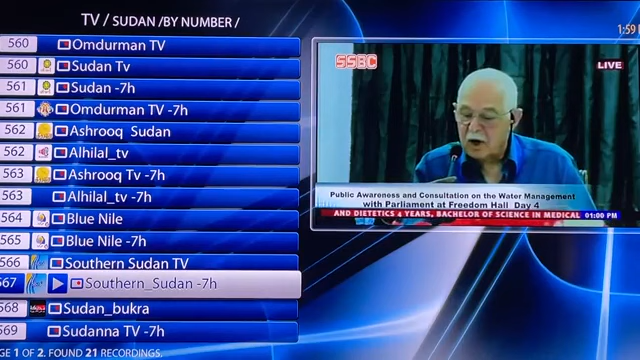 TV / SUDAN /BY NUMBER /
1:59
560 Omdurman TV
560 Sudan Tv
561 Sudan -7h
561 Omdurman TV -7h
562 Ashrooq Sudan
562 Alhilal_tv
563 Ashrooq Tv -7h
563 Alhilal_tv -7h
564 Blue Nile
565 Blue Nile -7h
566 Southern Sudan TV
567 Southern_Sudan -7h
568 Sudan_bukra
569 Sudanna TV -7h
GE 1 OF 2. FOUND 21 RECORDINGS.
SSBC
LIVE
Public Awareness and Consultation on the Water Management
with Parliament at Freedom Hall Day 4
AND DIETETICS 4 YEARS, BACHELOR OF SCIENCE IN MEDICAL 01:00 PM